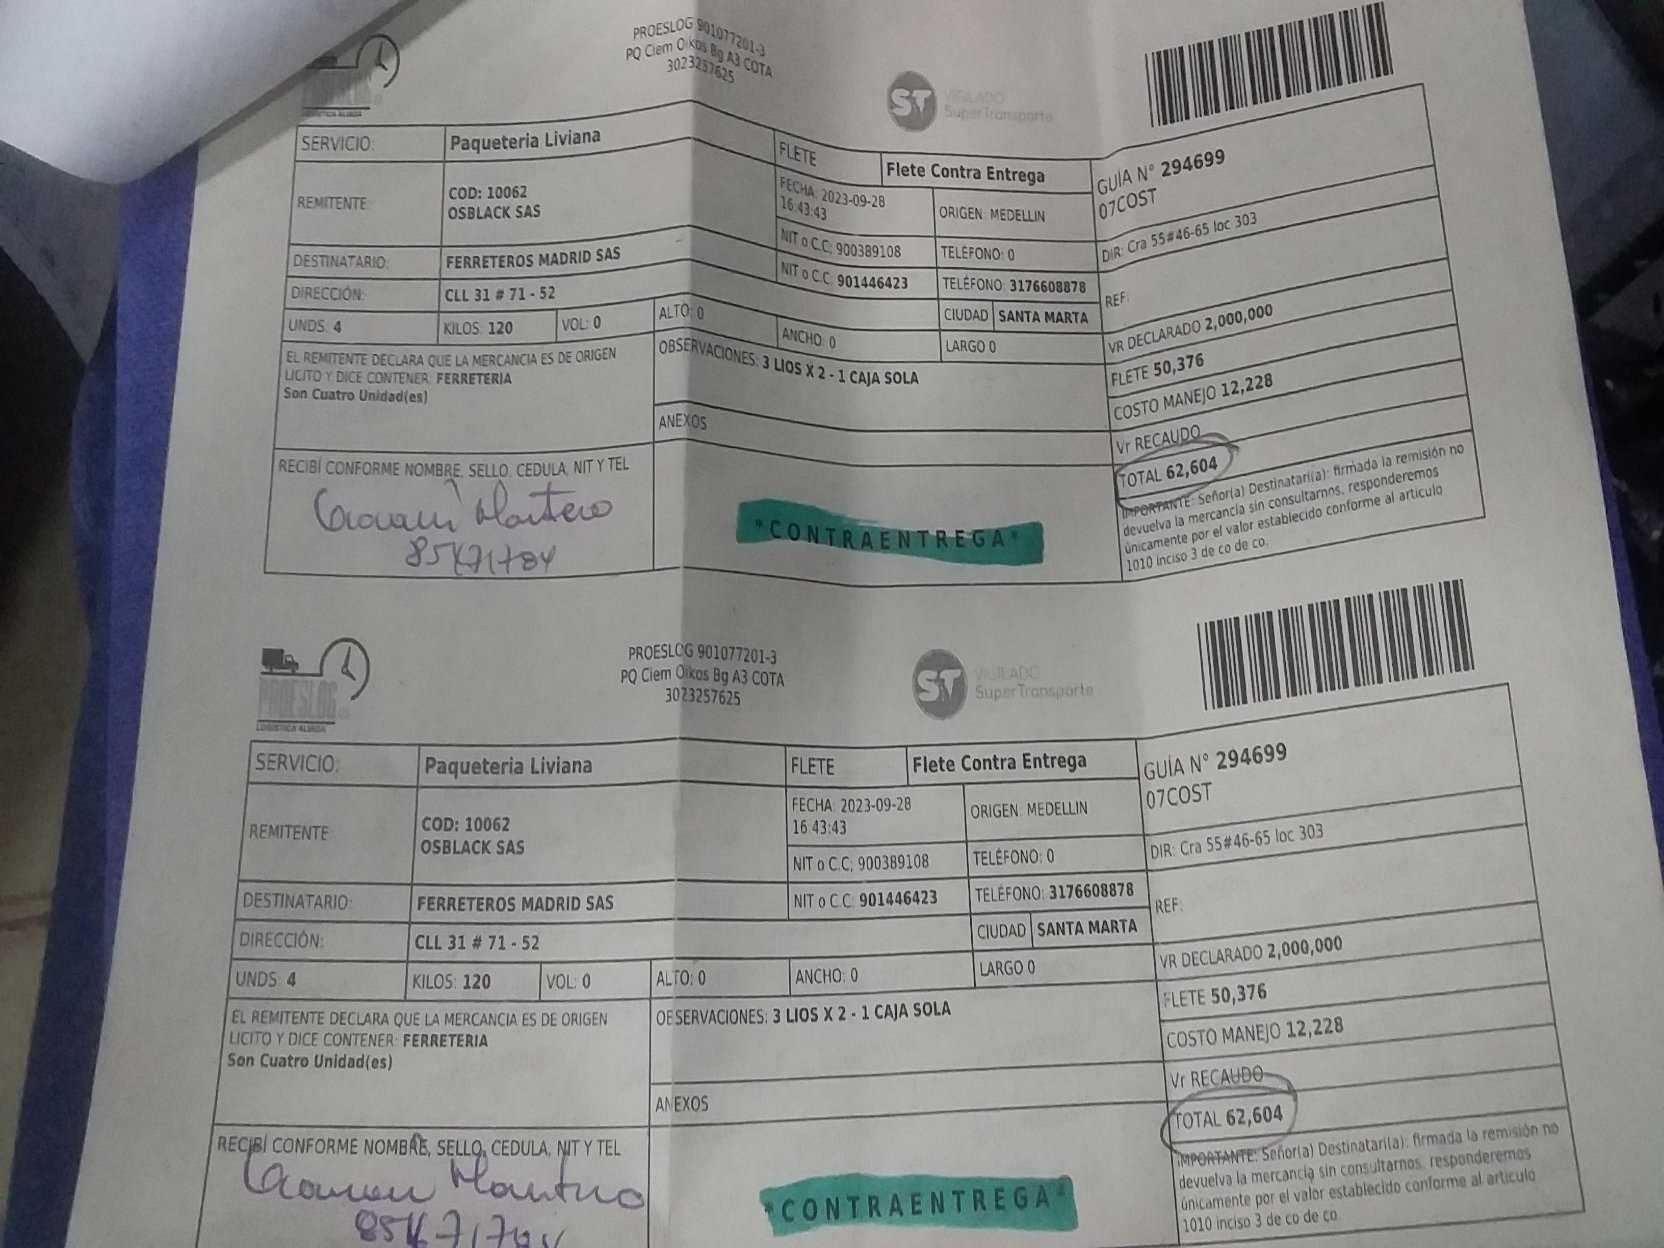 PROESLOG 901077201-3
PQ Ciem Oikos Bg A3 COTA
3023257625
LOGISTICA ALIADA
ST VIGILADO
SuperTransporte
SERVICIO: Paqueteria Liviana FLETE Flete Contra Entrega
GUÍA N° 294699
07COST
REMITENTE: COD: 10062
OSBLACK SAS
FECHA: 2023-09-28
16:43:43
ORIGEN: MEDELLIN
DIR: Cra 55#46-65 loc 303
NIT o C.C; 900389108 TELÉFONO: 0
DESTINATARIO: FERRETEROS MADRID SAS NIT o C.C: 901446423 TELÉFONO: 3176608878
REF:
DIRECCIÓN: CLL 31 # 71 - 52 CIUDAD SANTA MARTA
UNDS: 4 KILOS: 120 VOL: 0 ALTO: 0 ANCHO: 0 LARGO 0
VR DECLARADO 2,000,000
EL REMITENTE DECLARA QUE LA MERCANCIA ES DE ORIGEN
LICITO Y DICE CONTENER: FERRETERIA
Son Cuatro Unidad(es)
OBSERVACIONES: 3 LIOS X 2 - 1 CAJA SOLA
FLETE 50,376
COSTO MANEJO 12,228
ANEXOS
Vr RECAUDO
TOTAL 62,604
RECIBÍ CONFORME NOMBRE, SELLO, CEDULA, NIT Y TEL
*CONTRAENTREGA*
IMPORTANTE: Señor(a) Destinatari(a): firmada la remisión no
devuelva la mercancía sin consultarnos, responderemos
únicamente por el valor establecido conforme al articulo
1010 inciso 3 de co de co.
PROESLOG
LOGISTICA ALIADA
PROESLOG 901077201-3
PQ Ciem Oikos Bg A3 COTA
3023257625
ST VIGILADO
SuperTransporte
SERVICIO: Paqueteria Liviana FLETE Flete Contra Entrega
GUÍA N° 294699
07COST
REMITENTE: COD: 10062
OSBLACK SAS
FECHA: 2023-09-28
16:43:43
ORIGEN: MEDELLIN
DIR: Cra 55#46-65 loc 303
NIT o C.C; 900389108 TELÉFONO: 0
DESTINATARIO: FERRETEROS MADRID SAS NIT o C.C: 901446423 TELÉFONO: 3176608878
REF:
DIRECCIÓN: CLL 31 # 71 - 52 CIUDAD SANTA MARTA
UNDS: 4 KILOS: 120 VOL: 0 ALTO: 0 ANCHO: 0 LARGO 0
VR DECLARADO 2,000,000
EL REMITENTE DECLARA QUE LA MERCANCIA ES DE ORIGEN
LICITO Y DICE CONTENER: FERRETERIA
Son Cuatro Unidad(es)
OBSERVACIONES: 3 LIOS X 2 - 1 CAJA SOLA
FLETE 50,376
COSTO MANEJO 12,228
ANEXOS
Vr RECAUDO
TOTAL 62,604
RECIBÍ CONFORME NOMBRE, SELLO, CEDULA, NIT Y TEL
*CONTRAENTREGA*
IMPORTANTE: Señor(a) Destinatari(a): firmada la remisión no
devuelva la mercancía sin consultarnos, responderemos
únicamente por el valor establecido conforme al articulo
1010 inciso 3 de co de co.